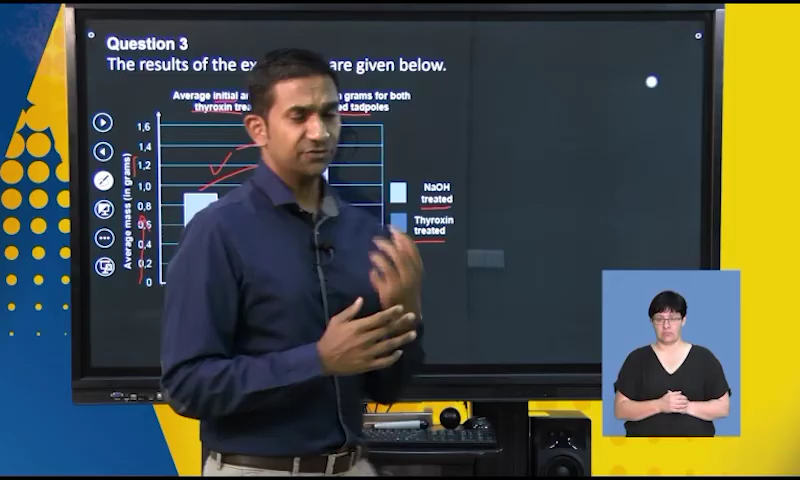 Question 3
The results of the are given below.
Average initial grams for both
thyroxin tadpoles
1,6
1,4
1,2
1,0
0,8
0,6
0,4
0,2
0
Average mass (in grams)
NaOH
treated
Thyroxin
treated